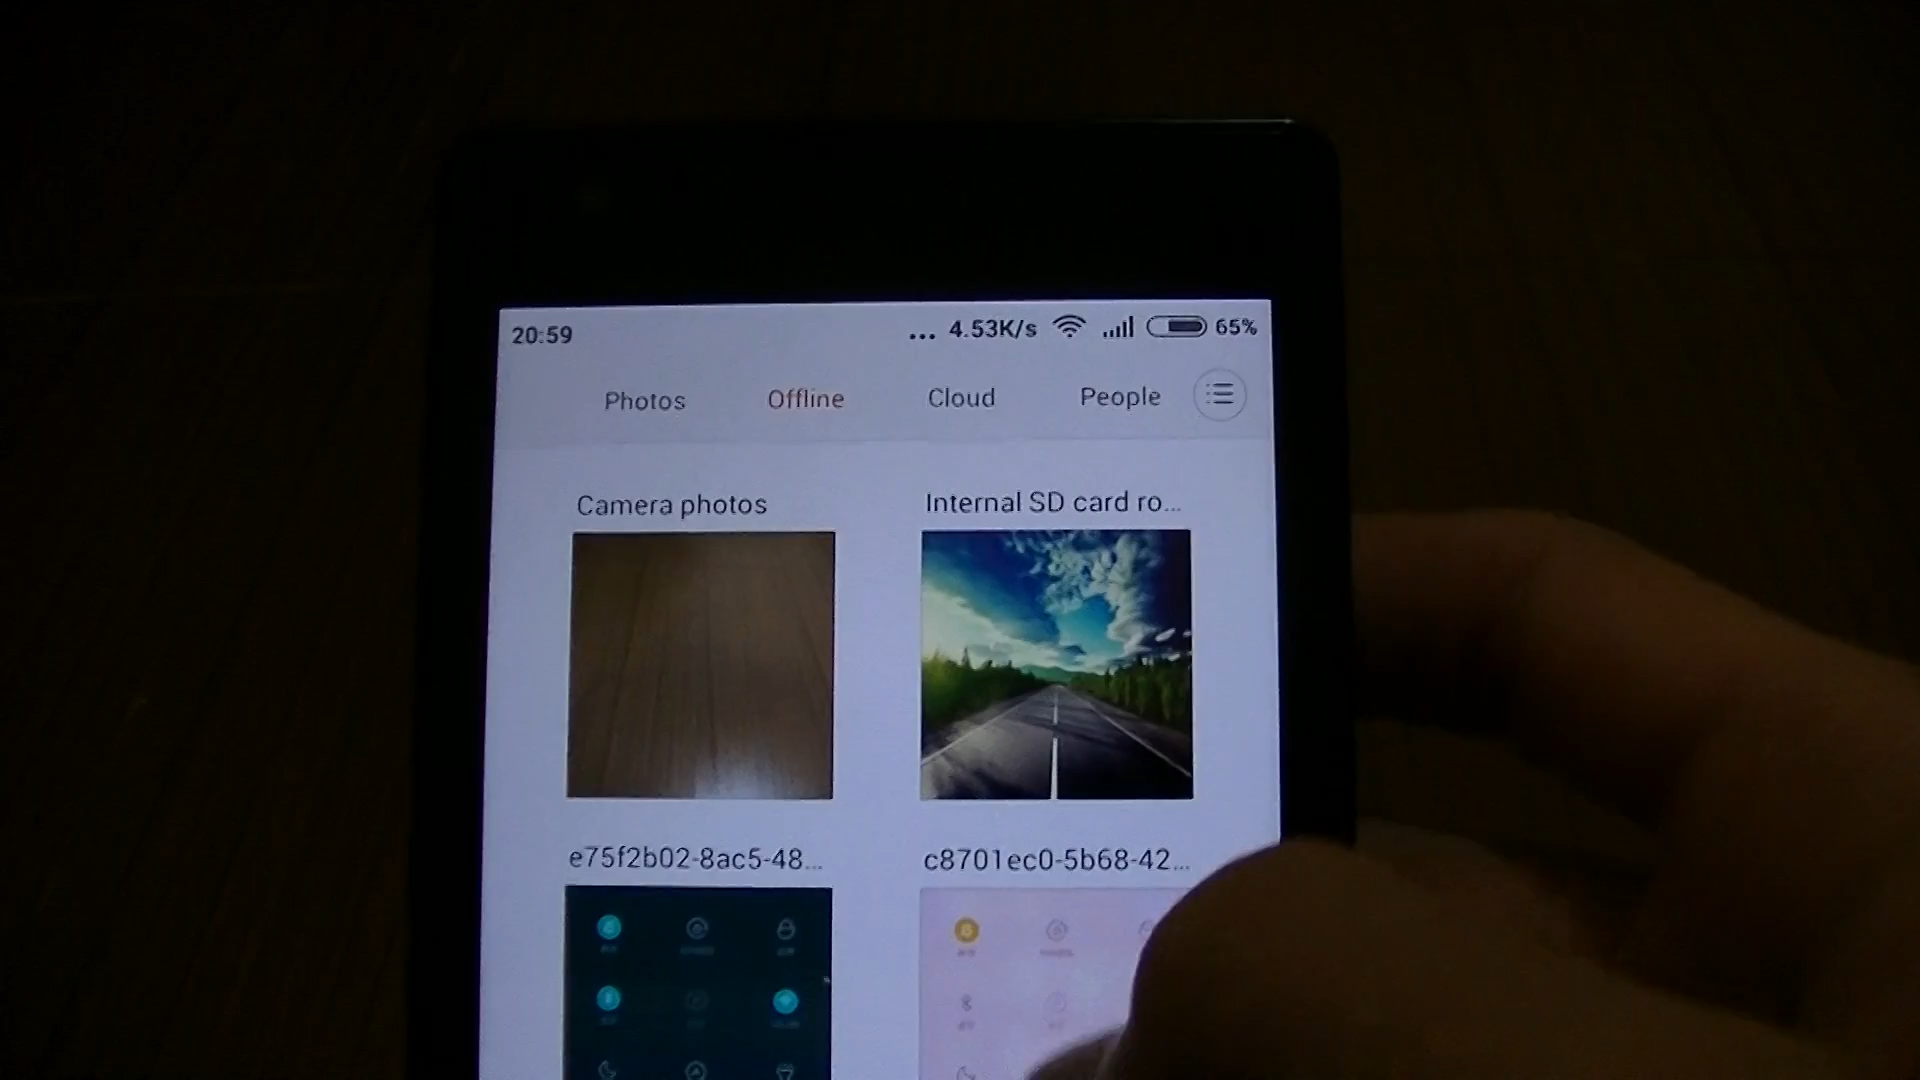 20:59 ... 4.53K/s 65%
Photos Offline Cloud People
Camera photos Internal SD card ro...
e75f2b02-8ac5-48... c8701ec0-5b68-42...